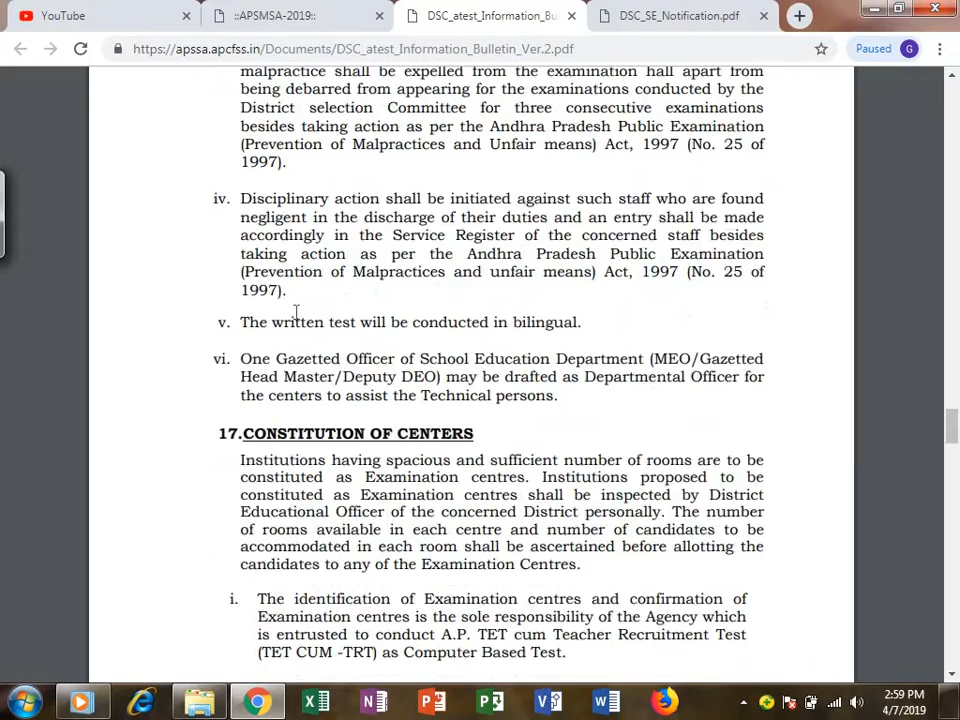 YouTube
::APSMSA-2019::
DSC_atest_Information_Bu
DSC_SE_Notification.pdf
https://apssa.apcfss.in/Documents/DSC_atest_Information_Bulletin_Ver.2.pdf
Paused
G
malpractice shall be expelled from the examination hall apart from
being debarred from appearing for the examinations conducted by the
District selection Committee for three consecutive examinations
besides taking action as per the Andhra Pradesh Public Examination
(Prevention of Malpractices and Unfair means) Act, 1997 (No. 25 of
1997).
iv. Disciplinary action shall be initiated against such staff who are found
negligent in the discharge of their duties and an entry shall be made
accordingly in the Service Register of the concerned staff besides
taking action as per the Andhra Pradesh Public Examination
(Prevention of Malpractices and unfair means) Act, 1997 (No. 25 of
1997).
v. The written test will be conducted in bilingual.
vi. One Gazetted Officer of School Education Department (MEO/Gazetted
Head Master/Deputy DEO) may be drafted as Departmental Officer for
the centers to assist the Technical persons.
17.CONSTITUTION OF CENTERS
Institutions having spacious and sufficient number of rooms are to be
constituted as Examination centres. Institutions proposed to be
constituted as Examination centres shall be inspected by District
Educational Officer of the concerned District personally. The number
of rooms available in each centre and number of candidates to be
accommodated in each room shall be ascertained before allotting the
candidates to any of the Examination Centres.
i. The identification of Examination centres and confirmation of
Examination centres is the sole responsibility of the Agency which
is entrusted to conduct A.P. TET cum Teacher Recruitment Test
(TET CUM -TRT) as Computer Based Test.
2:59 PM
4/7/2019